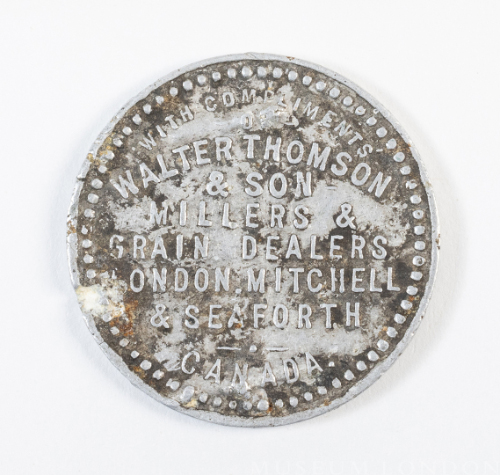 WITH COMPLIMENTS
OF
WALTER THOMSON
& SON
MILLERS &
GRAIN DEALERS
LONDON, MITCHELL
& SEAFORTH
CANADA.